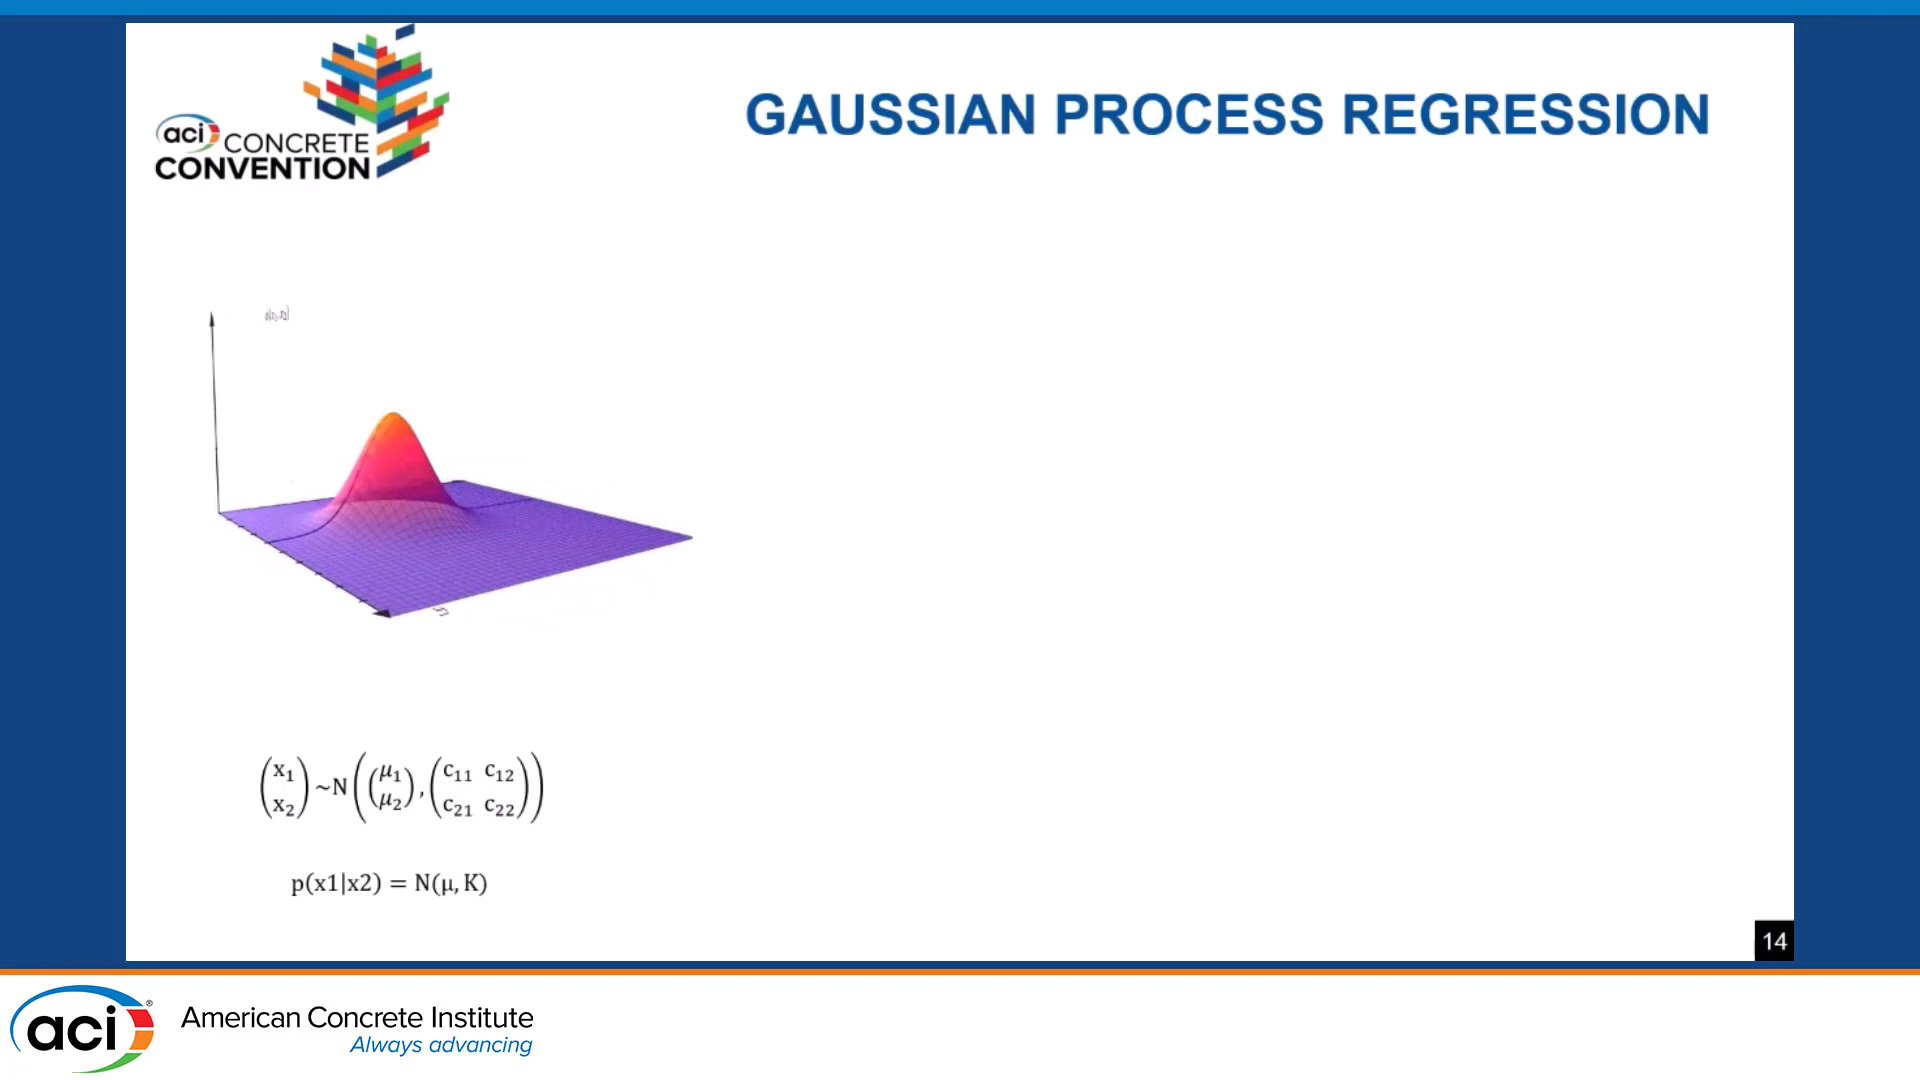 aci CONCRETE
CONVENTION
GAUSSIAN PROCESS REGRESSION
(x₁ x₂) ~N((μ₁ μ₂), (c₁₁ c₁₂ c₂₁ c₂₂))
p(x1|x2) = N(μ, K)
14
aci® American Concrete Institute
Always advancing